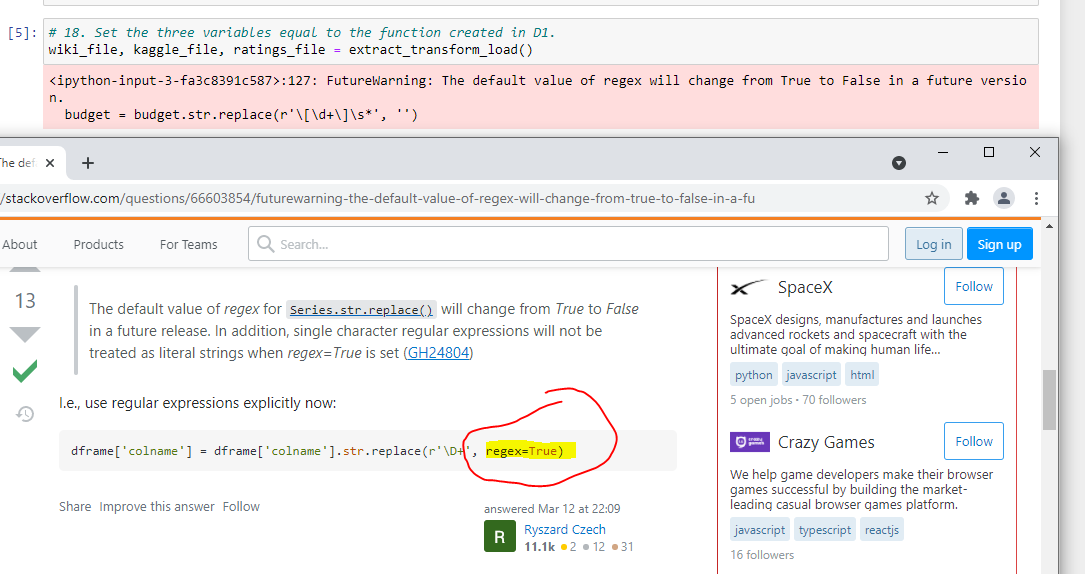 [5]: # 18. Set the three variables equal to the function created in D1.
wiki_file, kaggle_file, ratings_file = extract_transform_load()
<ipython-input-3-fa3c8391c587>:127: FutureWarning: The default value of regex will change from True to False in a future versio
n.
budget = budget.str.replace(r'\[\d+\]\s*', '')
The def
/stackoverflow.com/questions/66603854/futurewarning-the-default-value-of-regex-will-change-from-true-to-false-in-a-fu
About Products For Teams Search... Log in Sign up
13
The default value of regex for Series.str.replace() will change from True to False
in a future release. In addition, single character regular expressions will not be
treated as literal strings when regex=True is set (GH24804)
I.e., use regular expressions explicitly now:
dframe['colname'] = dframe['colname'].str.replace(r'\D+', regex=True)
Share Improve this answer Follow
answered Mar 12 at 22:09
R Ryszard Czech
11.1k 2 12 31
SpaceX Follow
SpaceX designs, manufactures and launches
advanced rockets and spacecraft with the
ultimate goal of making human life...
python javascript html
5 open jobs • 70 followers
Crazy Games Follow
We help game developers make their browser
games successful by building the market-
leading casual browser games platform.
javascript typescript reactjs
16 followers